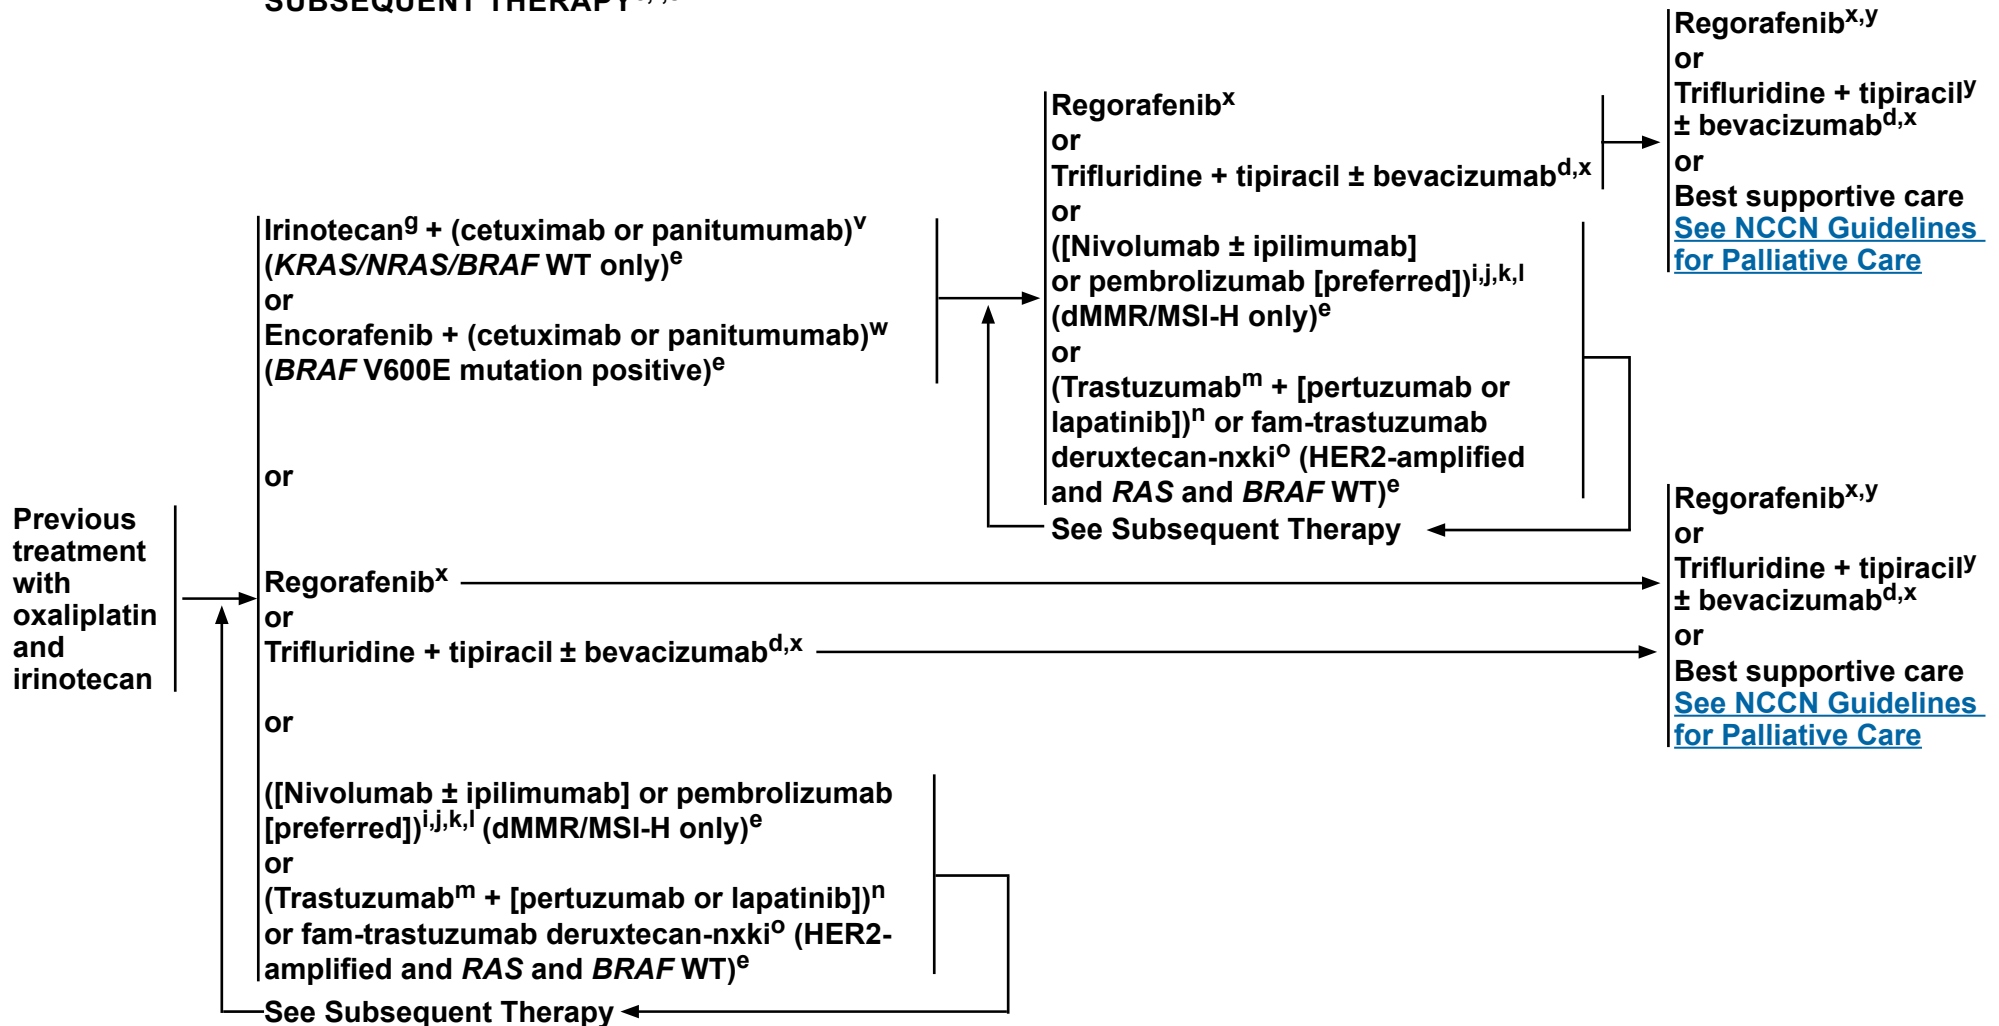 SUBSEQUENT THERAPY
Previous
treatment
with
oxaliplatin
and
irinotecan
Irinotecang + (cetuximab or panitumumab)v
(KRAS/NRAS/BRAF WT only)e
or
Encorafenib + (cetuximab or panitumumab)w
(BRAF V600E mutation positive)e
or
Regorafenibx
or
Trifluridine + tipiracil ± bevacizumabd,x
or
([Nivolumab ± ipilimumab] or pembrolizumab
[preferred])i,j,k,l (dMMR/MSI-H only)e
or
(Trastuzumabm + [pertuzumab or lapatinib])n
or fam-trastuzumab deruxtecan-nxkio (HER2-
amplified and RAS and BRAF WT)e
See Subsequent Therapy
Regorafenibx
or
Trifluridine + tipiracil ± bevacizumabd,x
or
([Nivolumab ± ipilimumab]
or pembrolizumab [preferred])i,j,k,l
(dMMR/MSI-H only)e
or
(Trastuzumabm + [pertuzumab or
lapatinib])n or fam-trastuzumab
deruxtecan-nxkio (HER2-amplified
and RAS and BRAF WT)e
See Subsequent Therapy
Regorafenibx,y
or
Trifluridine + tipiracily
± bevacizumabd,x
or
Best supportive care
See NCCN Guidelines
for Palliative Care
Regorafenibx,y
or
Trifluridine + tipiracily
± bevacizumabd,x
or
Best supportive care
See NCCN Guidelines
for Palliative Care